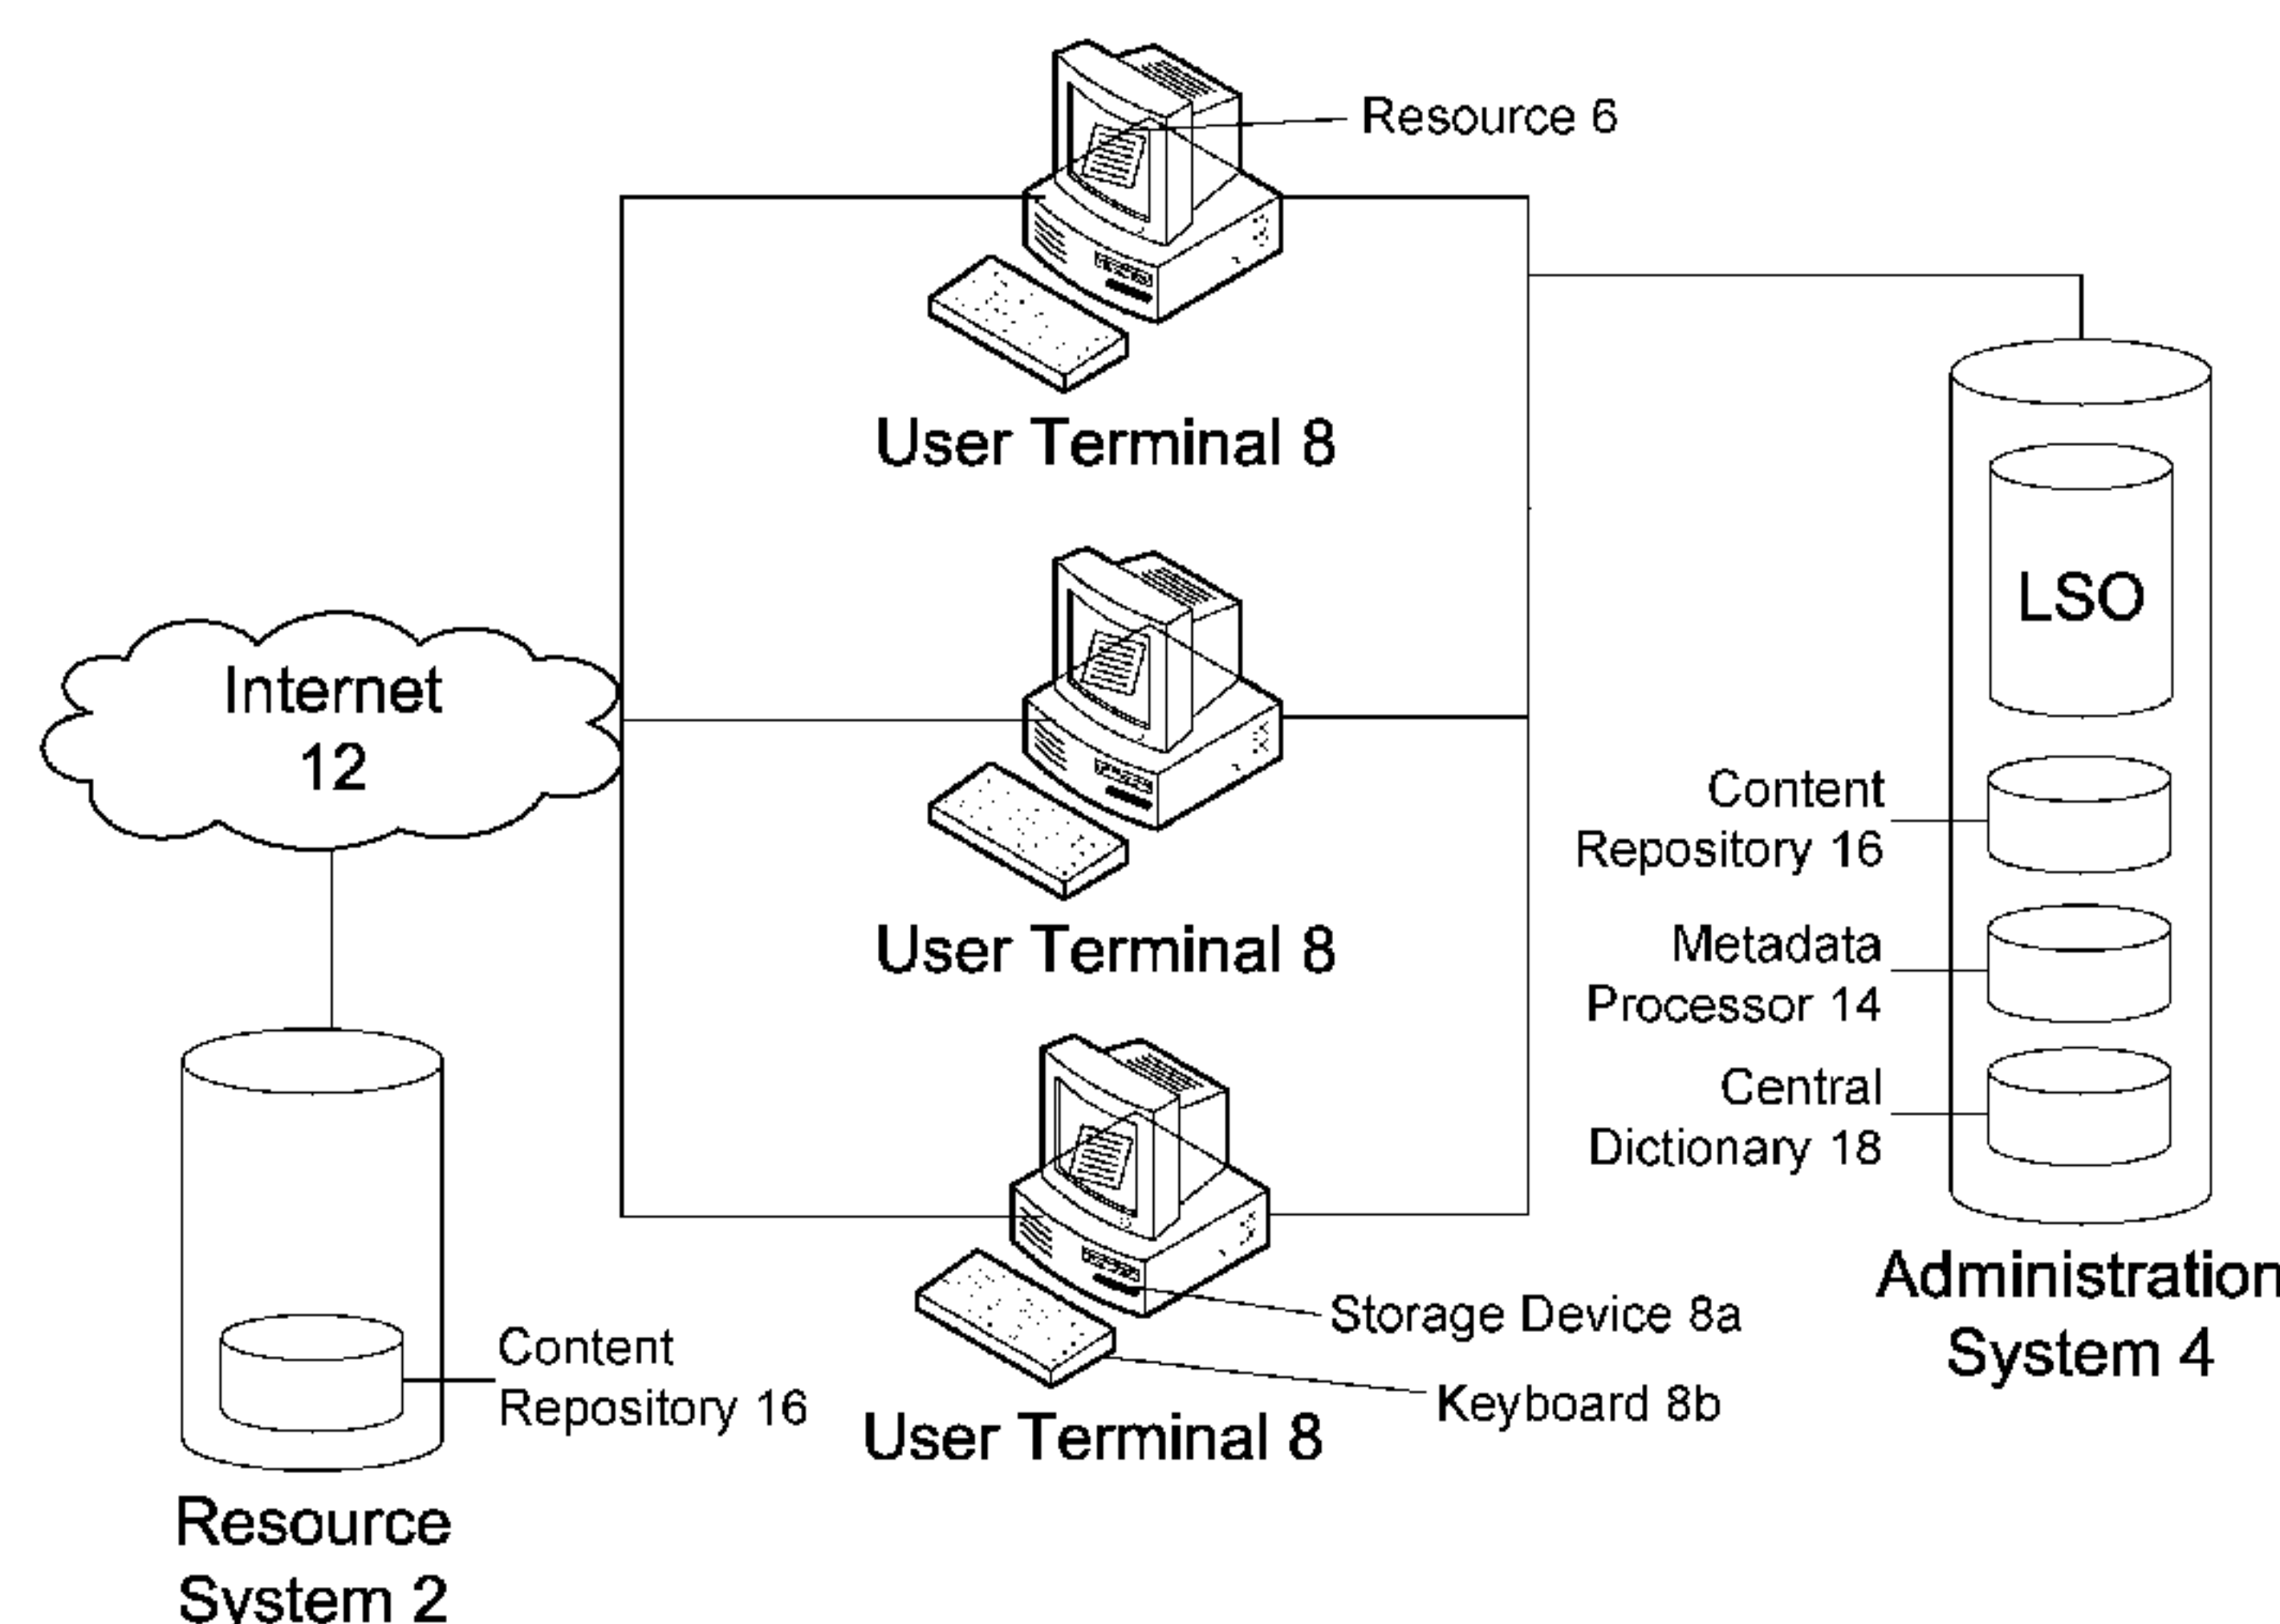 Resource 6
User Terminal 8
LSO
Internet
12
Content
Repository 16
User Terminal 8
Metadata
Processor 14
Central
Dictionary 18
Storage Device 8a
Keyboard 8b
User Terminal 8
Administration
System 4
Content
Repository 16
Resource
System 2